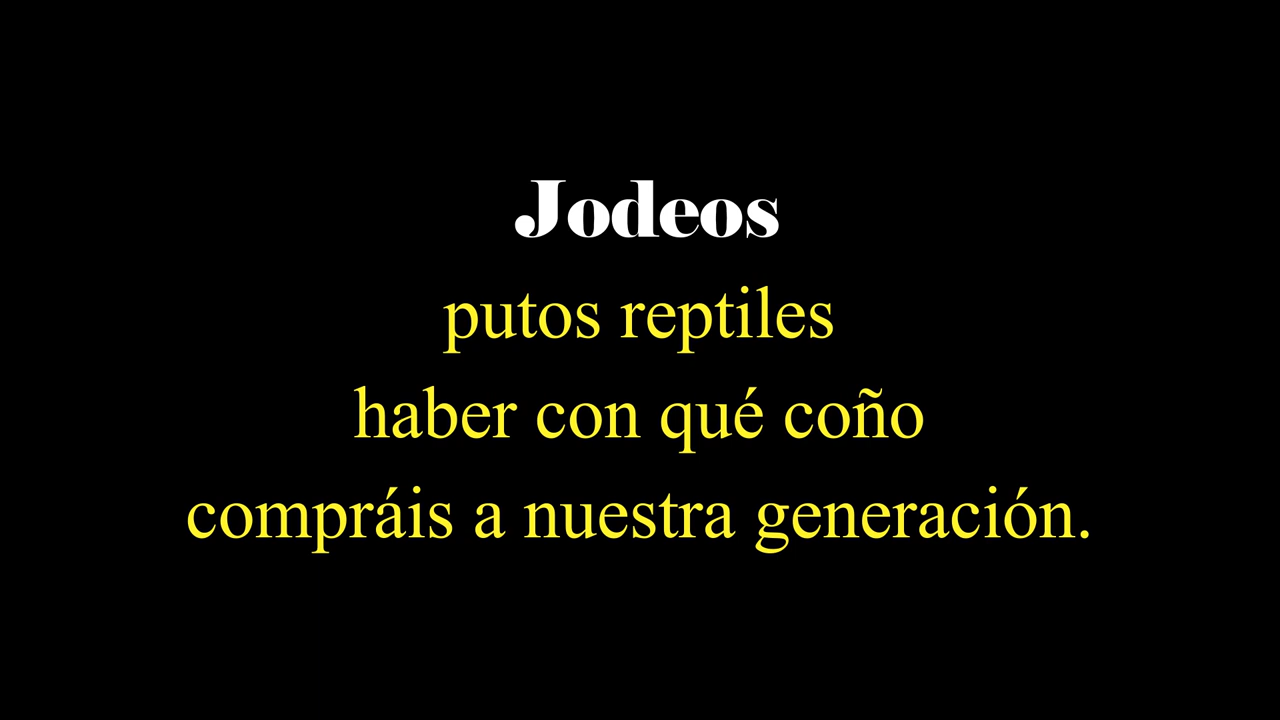 Jodeos
putos reptiles
haber con qué coño
compráis a nuestra generación.